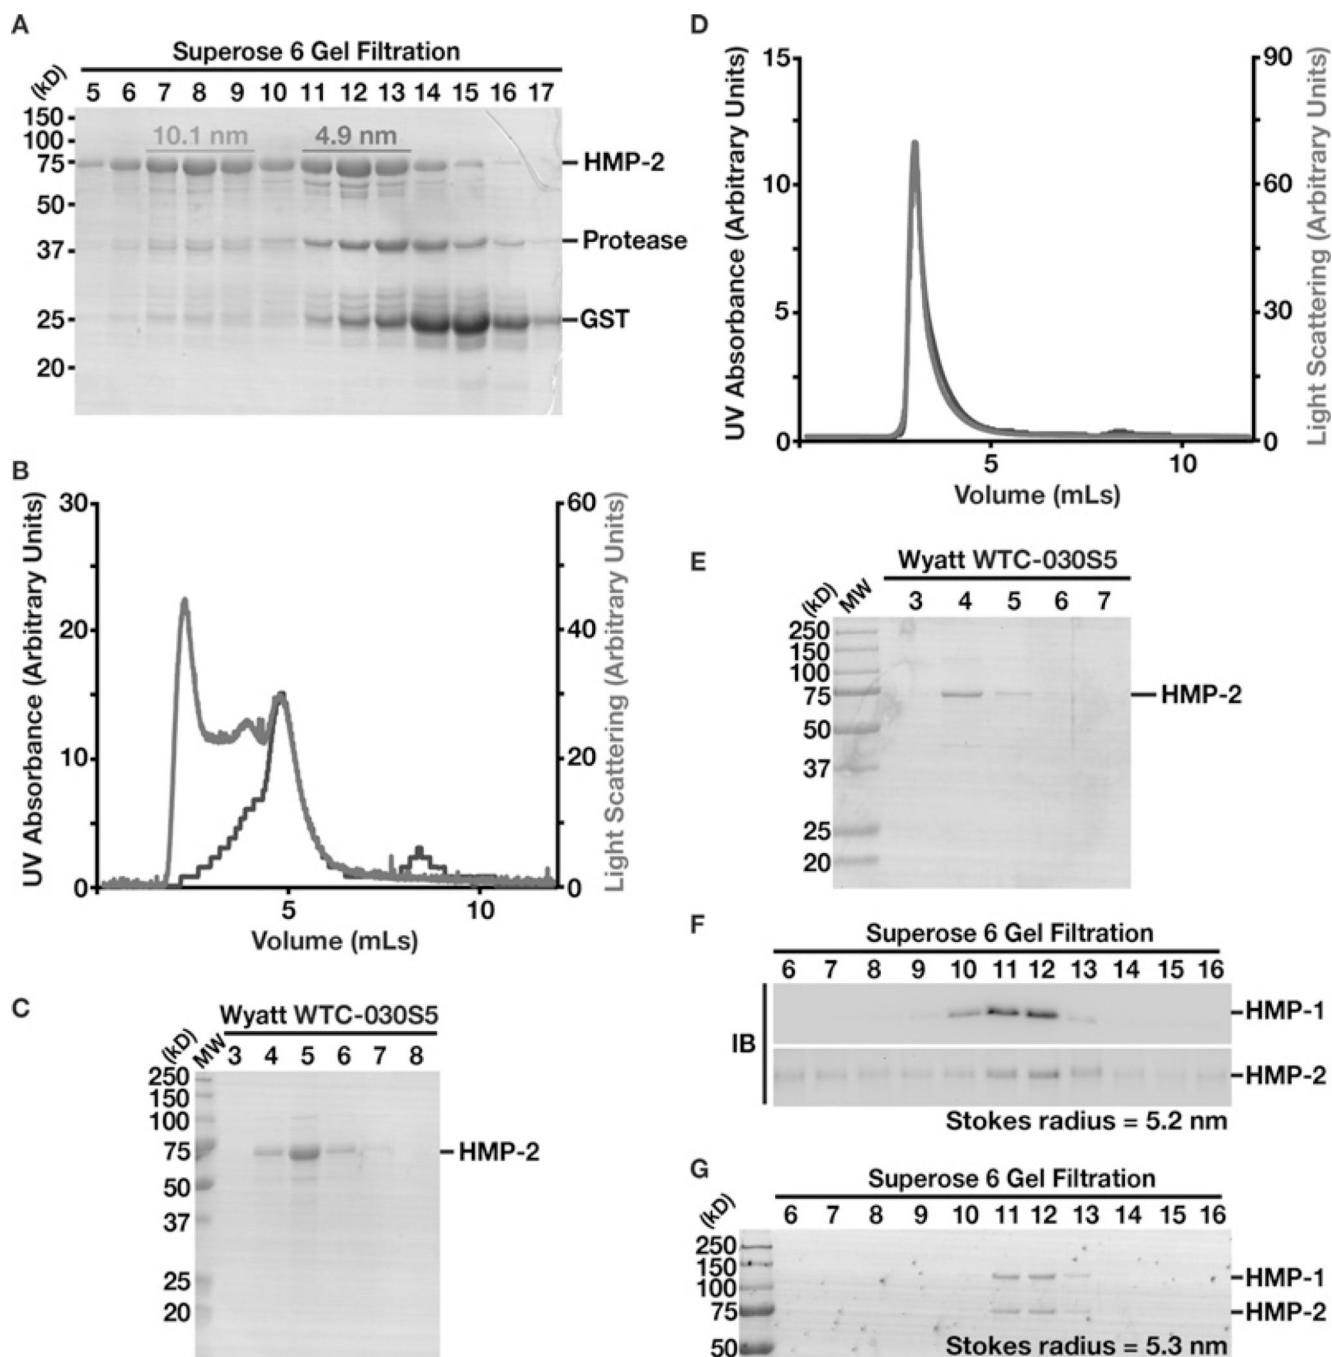 A
Superose 6 Gel Filtration
(kD)
5 6 7 8 9 10 11 12 13 14 15 16 17
150
100
75
50
37
25
20
10.1 nm
4.9 nm
HMP-2
Protease
GST
B
UV Absorbance (Arbitrary Units)
30
20
10
0
60
40
20
0
Light Scattering (Arbitrary Units)
5 10
Volume (mLs)
C
Wyatt WTC-030S5
(kD)
MW
3 4 5 6 7 8
250
150
100
75
50
37
25
20
HMP-2
D
UV Absorbance (Arbitrary Units)
15
10
5
0
90
60
30
0
Light Scattering (Arbitrary Units)
5 10
Volume (mLs)
E
Wyatt WTC-030S5
(kD)
MW
3 4 5 6 7
250
150
100
75
50
37
25
20
HMP-2
F
Superose 6 Gel Filtration
6 7 8 9 10 11 12 13 14 15 16
IB
HMP-1
HMP-2
Stokes radius = 5.2 nm
G
Superose 6 Gel Filtration
(kD)
6 7 8 9 10 11 12 13 14 15 16
250
150
100
75
50
HMP-1
HMP-2
Stokes radius = 5.3 nm